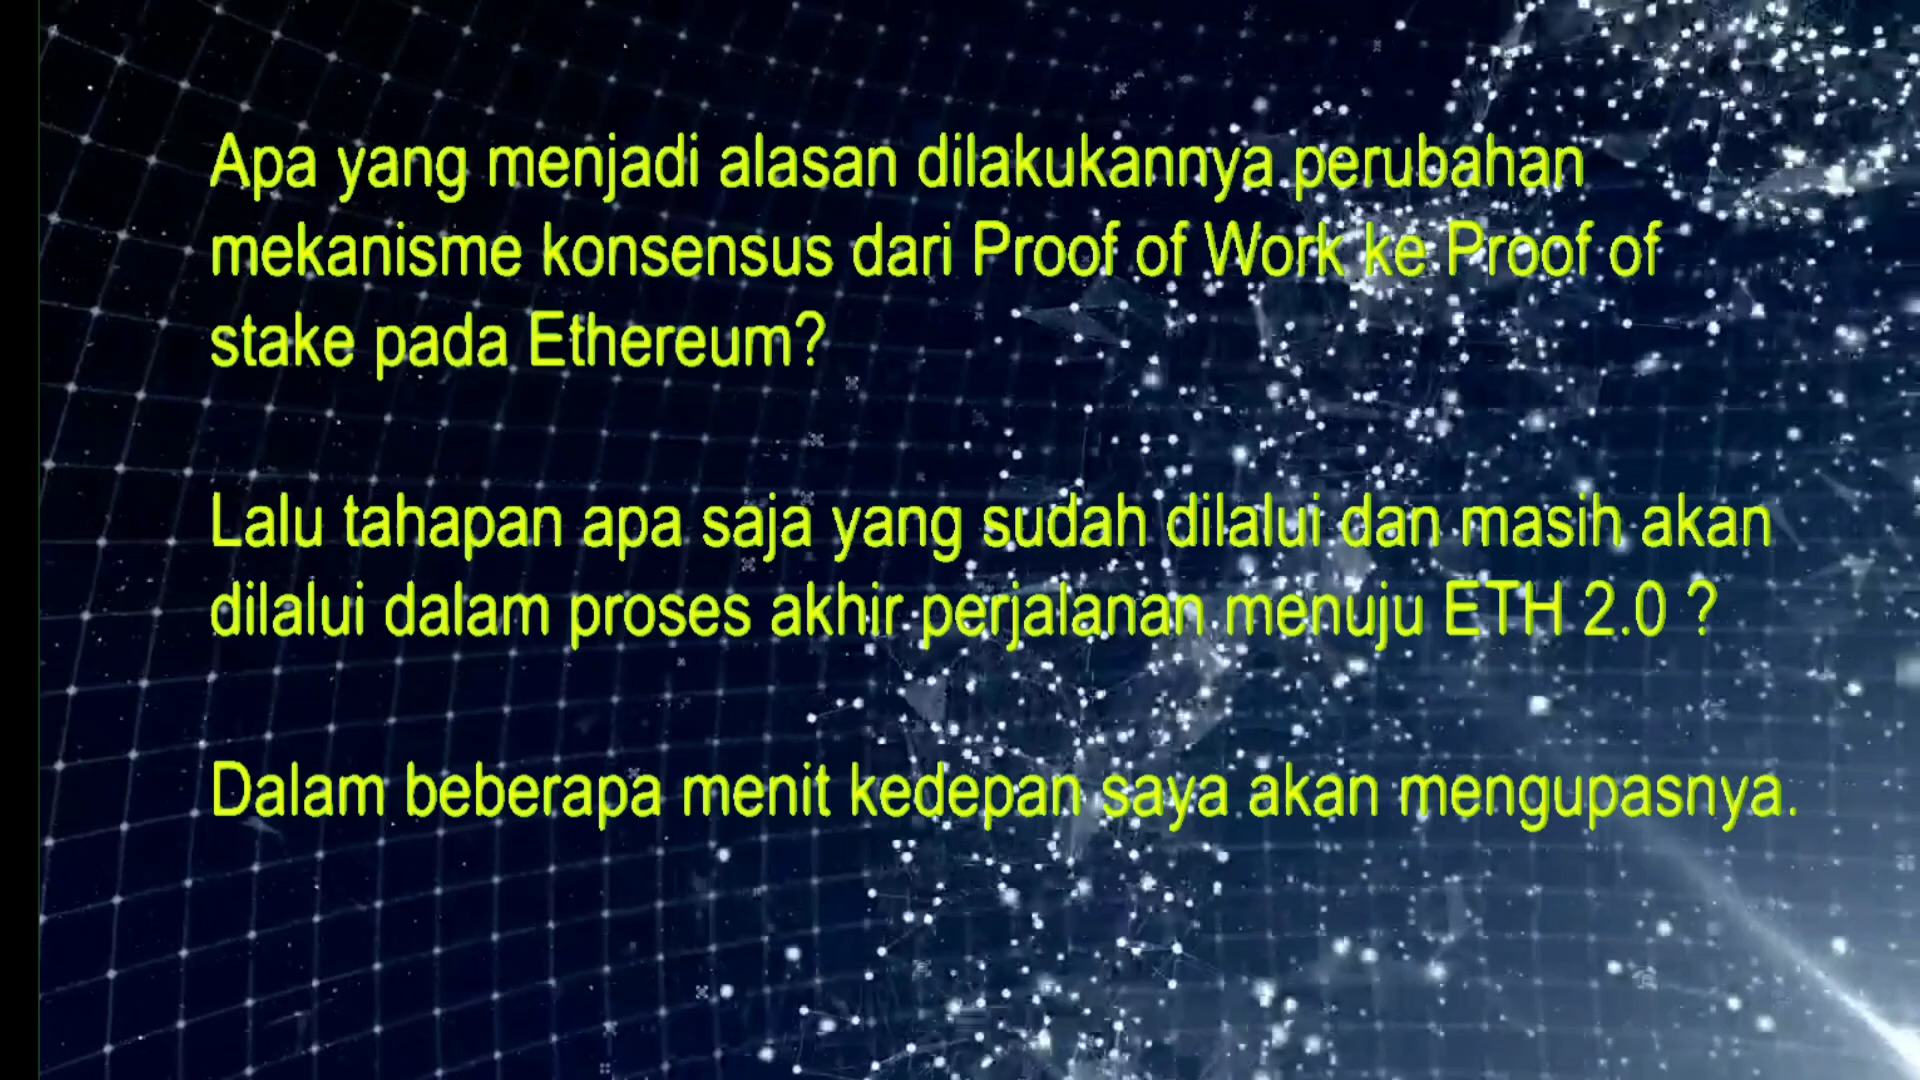 Apa yang menjadi alasan dilakukannya perubahan
mekanisme konsensus dari Proof of Work ke Proof of
stake pada Ethereum?
Lalu tahapan apa saja yang sudah dilalui dan masih akan
dilalui dalam proses akhir perjalanan menuju ETH 2.0 ?
Dalam beberapa menit kedepan saya akan mengupasnya.